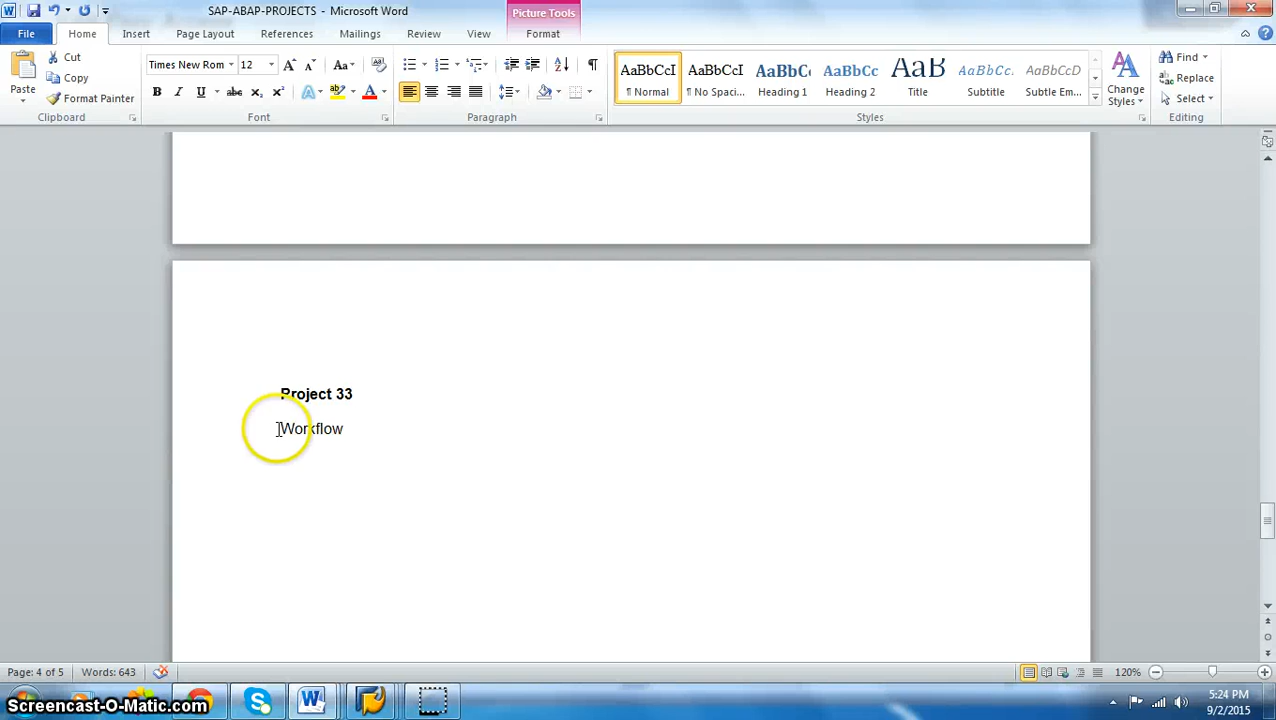 SAP-ABAP-PROJECTS - Microsoft Word
Picture Tools
File Home Insert Page Layout References Mailings Review View Format
Paste
Cut
Copy
Format Painter
Clipboard
Times New Rom 12
Font
Paragraph
AaBbCcI AaBbCcI AaBbCc AaBbCc AaB AaBbCc. AaBbCcD
¶ Normal ¶ No Spaci... Heading 1 Heading 2 Title Subtitle Subtle Em...
Styles
Change Styles
Find
Replace
Select
Editing
Project 33
Workflow
Page: 4 of 5 Words: 643 120%
Screencast-O-Matic.com
5:24 PM
9/2/2015